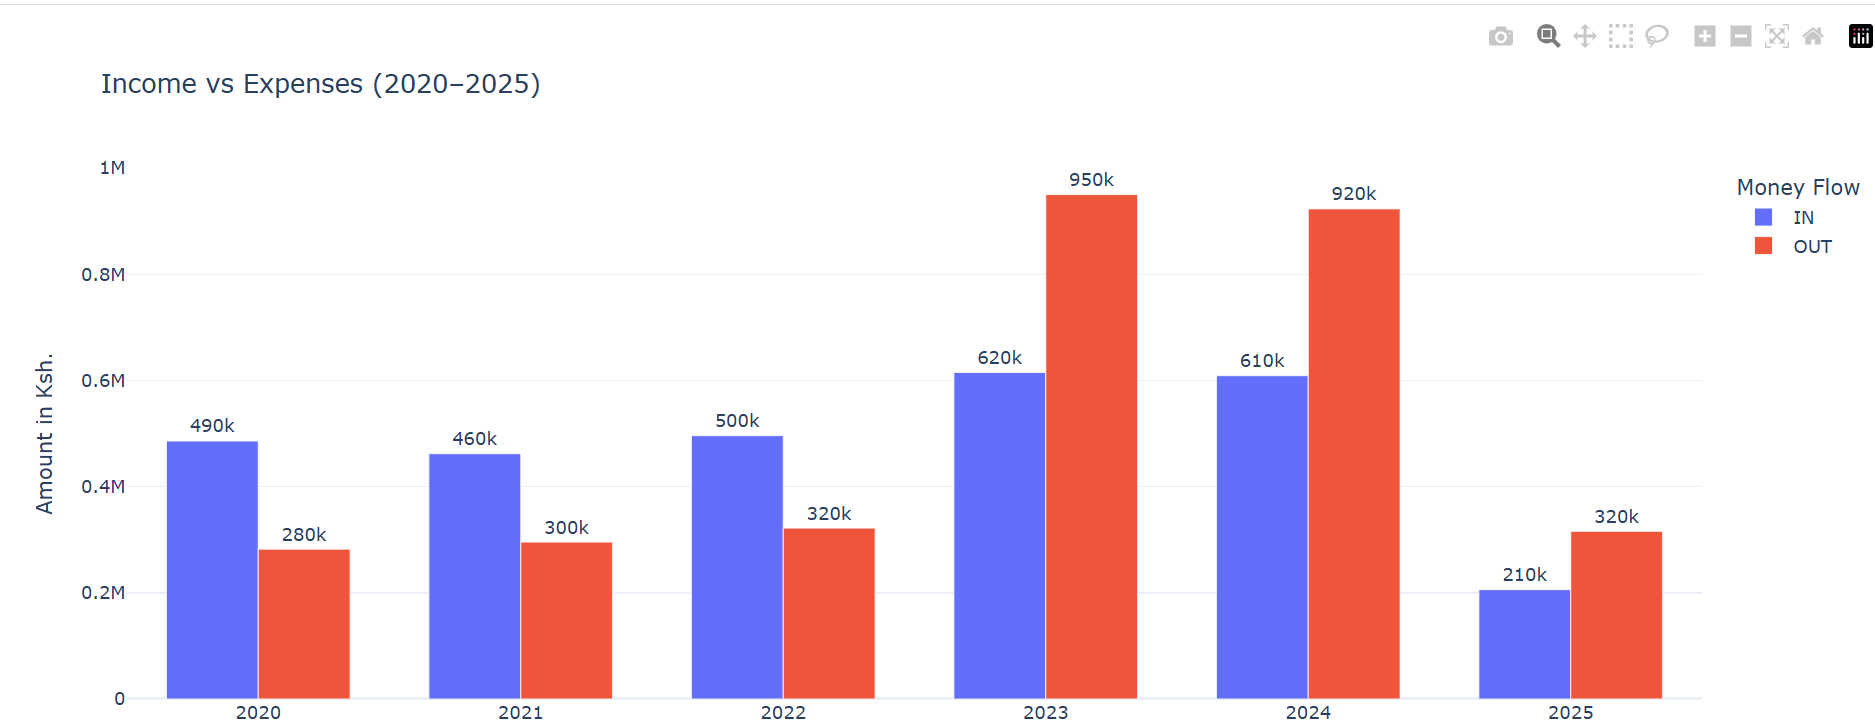 Income vs Expenses (2020–2025)
1M
0.8M
0.6M
0.4M
0.2M
0
Amount in Ksh.
490k
280k
460k
300k
500k
320k
620k
950k
610k
920k
210k
320k
2020
2021
2022
2023
2024
2025
Money Flow
IN
OUT